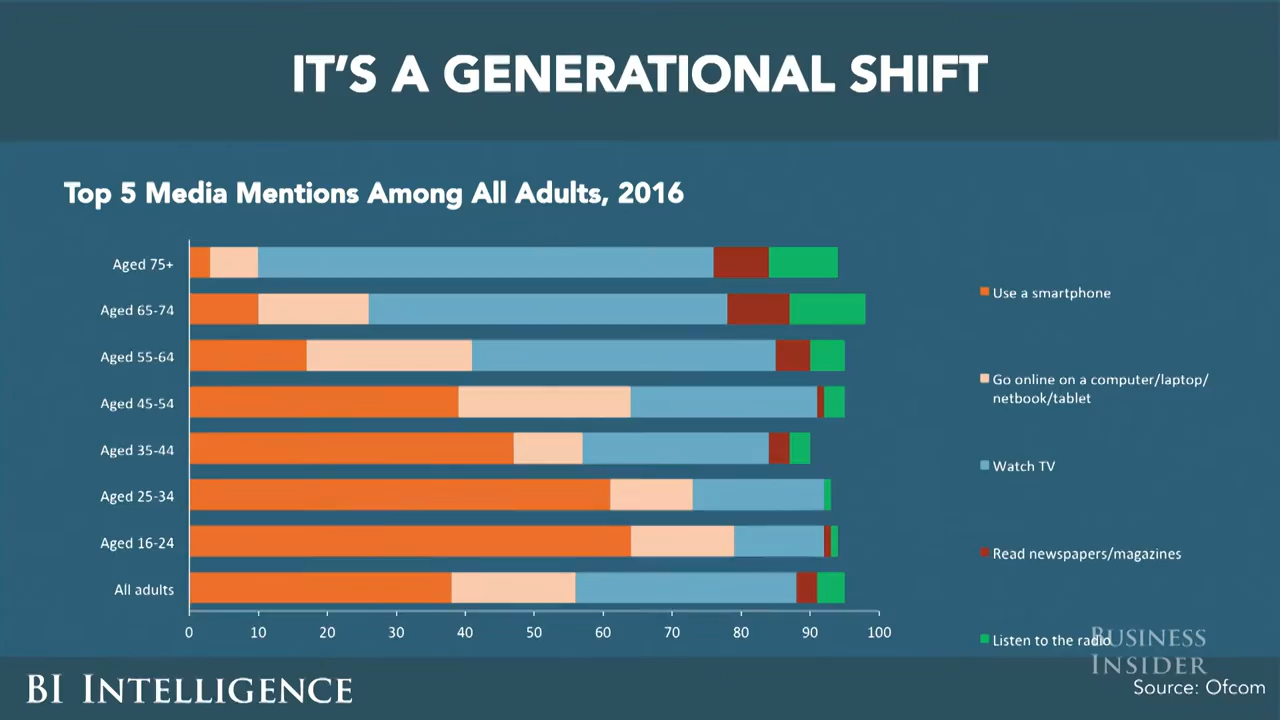 IT'S A GENERATIONAL SHIFT
Top 5 Media Mentions Among All Adults, 2016
Aged 75+
Aged 65-74
Aged 55-64
Aged 45-54
Aged 35-44
Aged 25-34
Aged 16-24
All adults
0 10 20 30 40 50 60 70 80 90 100
Use a smartphone
Go online on a computer/laptop/
netbook/tablet
Watch TV
Read newspapers/magazines
Listen to the radio
BUSINESS
INSIDER
BI INTELLIGENCE
Source: Ofcom